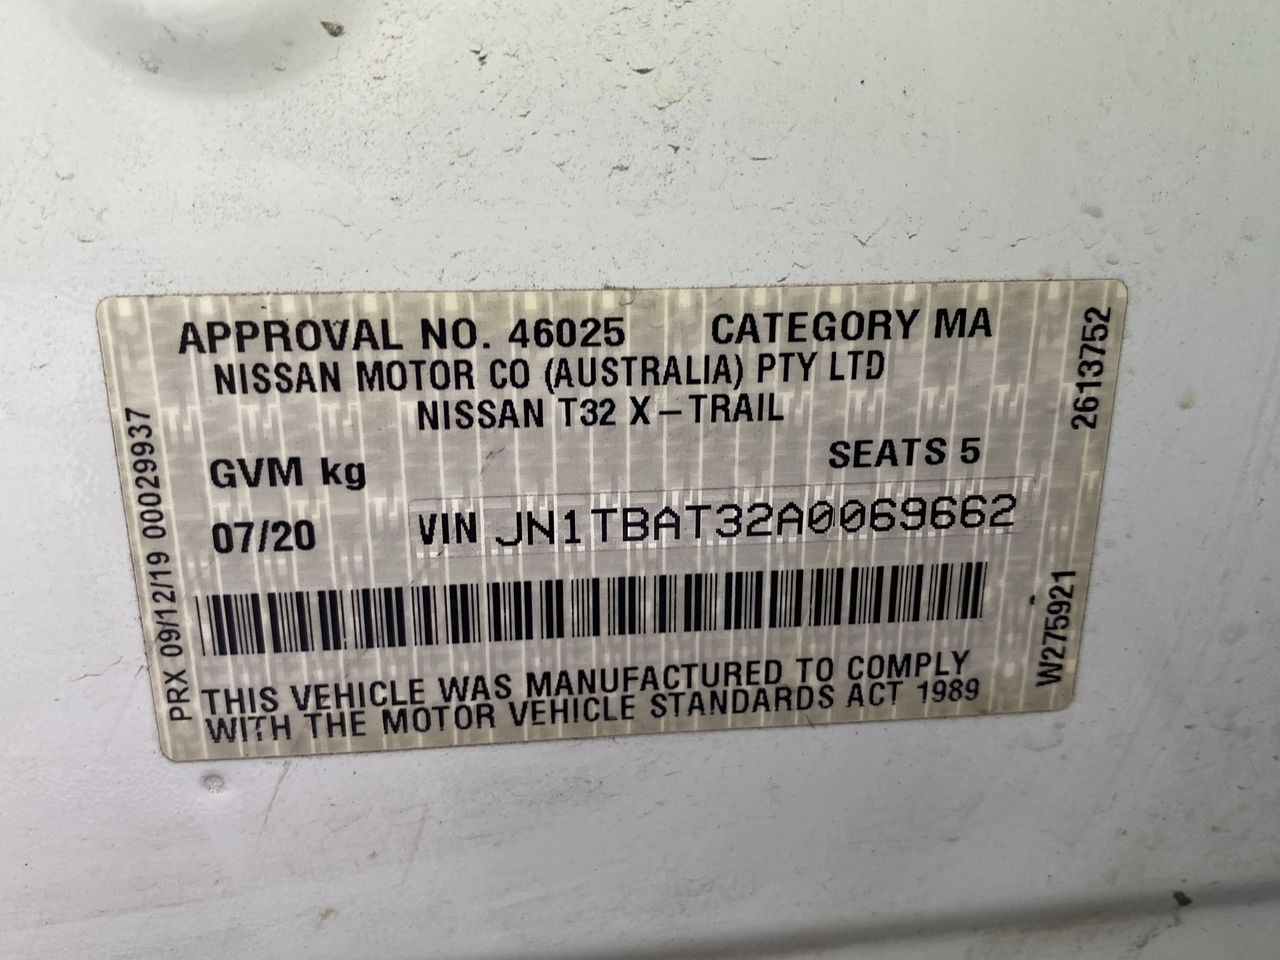 APPROVAL NO. 46025 CATEGORY MA
NISSAN MOTOR CO (AUSTRALIA) PTY LTD
NISSAN T32 X-TRAIL
SEATS 5
GVM kg
07/20 VIN JN1TBAT32A0069662
THIS VEHICLE WAS MANUFACTURED TO COMPLY
WITH THE MOTOR VEHICLE STANDARDS ACT 1989
PRX 09/12/19 00029937
2613752
W275921